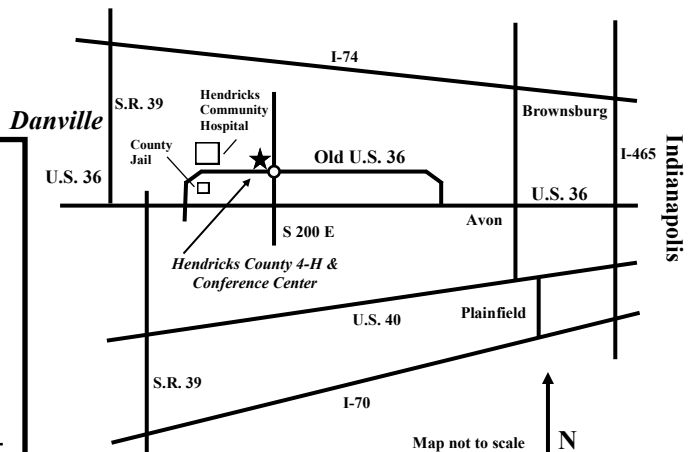 I-74
S.R. 39
Hendricks
Community
Hospital
Brownsburg
Danville
County
Jail
Old U.S. 36
I-465
Indianapolis
U.S. 36
U.S. 36
Avon
S 200 E
Hendricks County 4-H &
Conference Center
U.S. 40
Plainfield
S.R. 39
I-70
Map not to scale
N